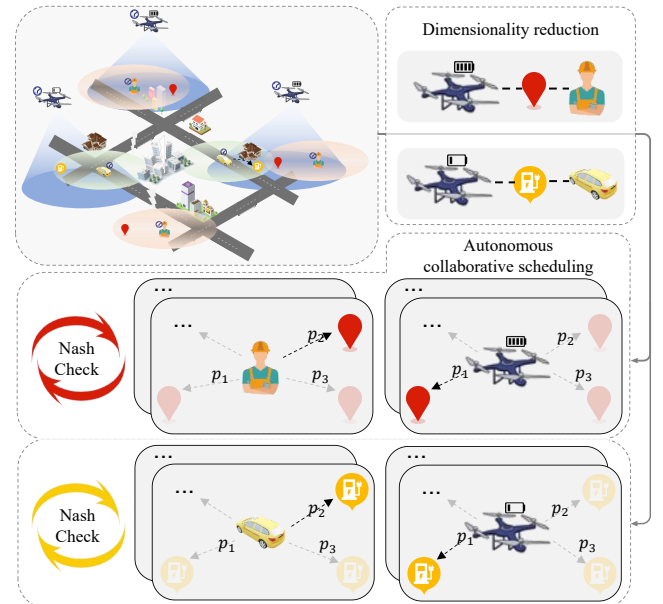 Dimensionality reduction
Autonomous
collaborative scheduling
...
...
p2
Nash
Check
p1
p3
...
...
p2
p1
p3
...
...
p2
Nash
Check
p1
p3
...
...
p2
p1
p3